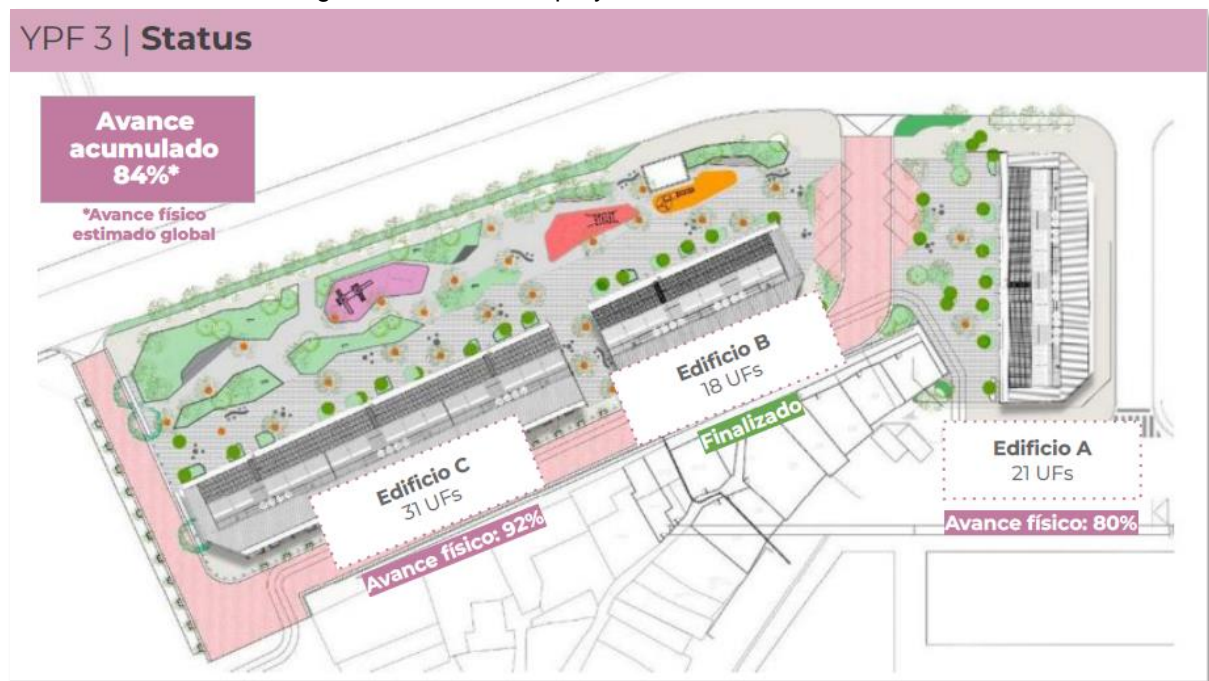 YPF 3 | Status
Avance
acumulado
84%*
*Avance físico
estimado global
Edificio B
18 UFs
Finalizado
Edificio C
31 UFs
Avance físico: 92%
Edificio A
21 UFs
Avance físico: 80%